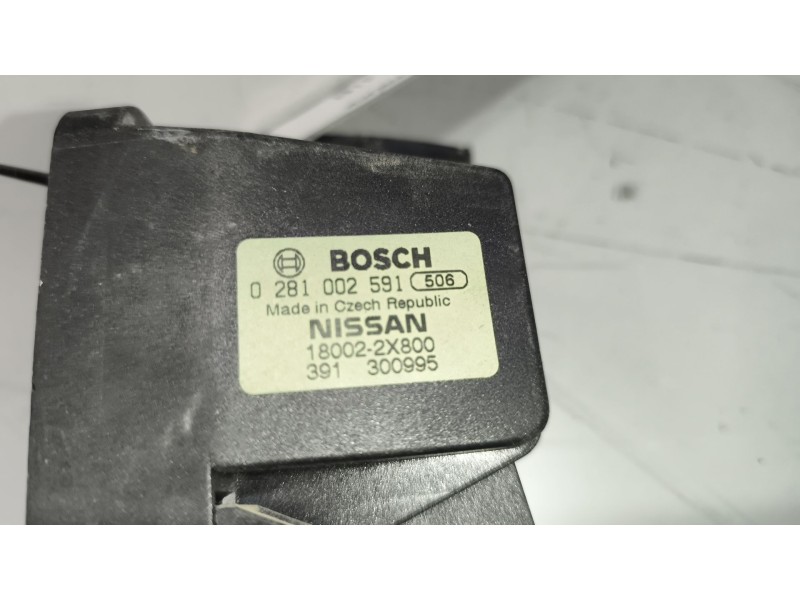 BOSCH
0 281 002 591 506
Made in Czech Republic
NISSAN
18002-2X800
391 300995